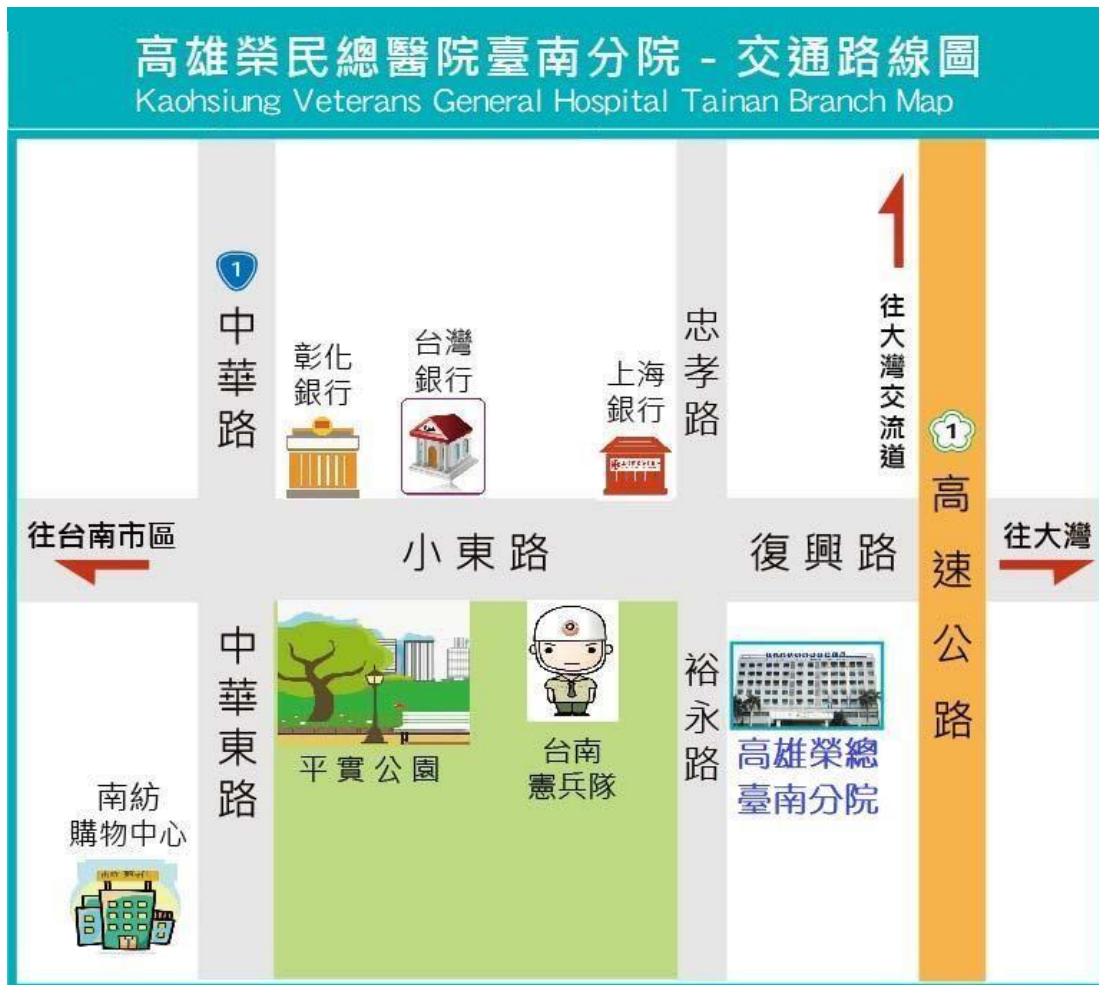 高雄榮民總醫院臺南分院 - 交通路線圖
Kaohsiung Veterans General Hospital Tainan Branch Map
1
中華路
彰化
銀行
台灣
銀行
上海
銀行
忠孝路
往大灣交流道
1
高速公路
往台南市區
小東路
復興路
往大灣
中華東路
平實公園
台南
憲兵隊
裕永路
高雄榮總
臺南分院
南紡
購物中心